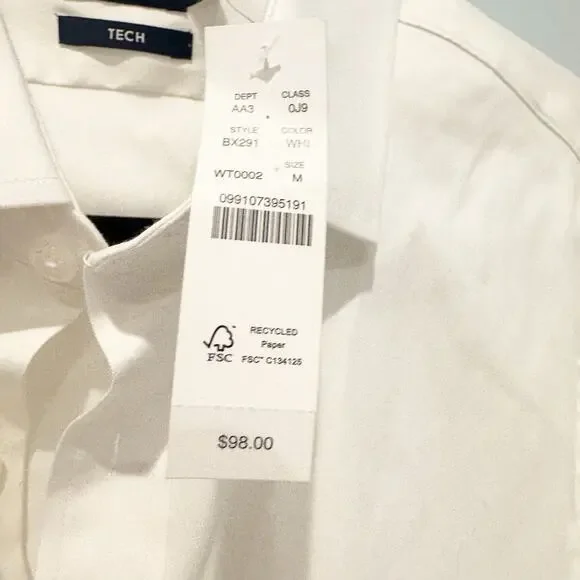 TECH
DEPT CLASS
AA3 0J9
STYLE COLOR
BX291 WHI
SIZE
WT0002 M
099107395191
RECYCLED
Paper
FSC
FSC™ C134125
$98.00